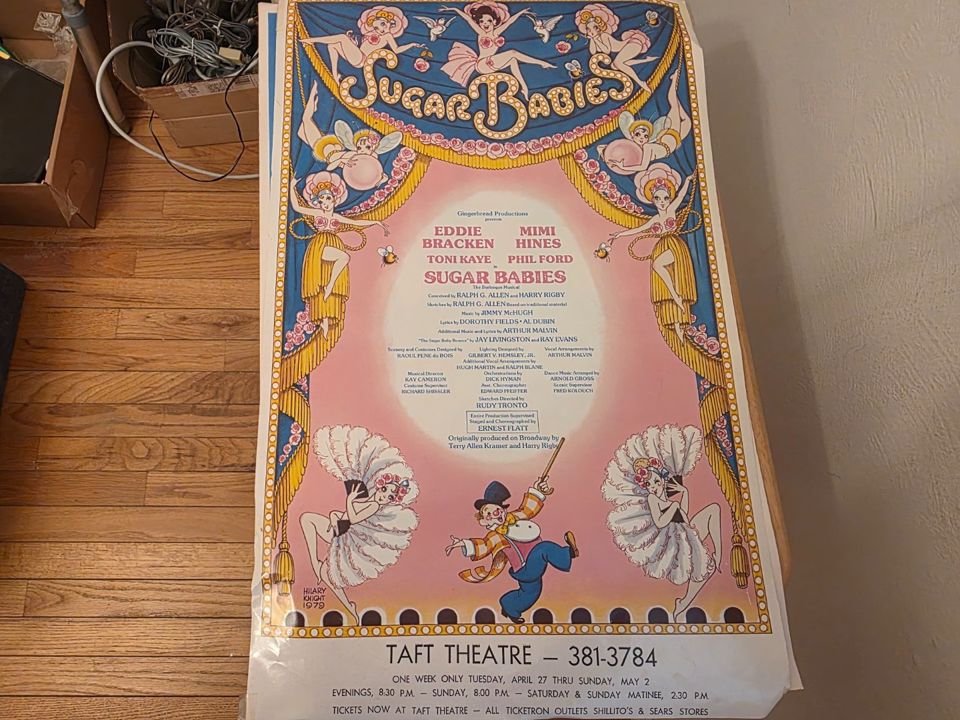 SUGAR BABIES
Gingerbread Productions
presents
EDDIE BRACKEN MIMI HINES
TONI KAYE PHIL FORD
in
SUGAR BABIES
The Burlesque Musical
Conceived by RALPH G. ALLEN and HARRY RIGBY
Sketches by RALPH G. ALLEN Based on traditional material
Music by JIMMY McHUGH
Lyrics by DOROTHY FIELDS • AL DUBIN
Additional Music and Lyrics by ARTHUR MALVIN
"The Sugar Baby Bounce" by JAY LIVINGSTON and RAY EVANS
Scenery and Costumes Designed by RAOUL PENE du BOIS
Lighting Designed by GILBERT V. HEMSLEY, JR.
Vocal Arrangements by ARTHUR MALVIN
Additional Vocal Arrangements by
HUGH MARTIN and RALPH BLANE
Musical Director KAY CAMERON
Orchestrations by DICK HYMAN
Dance Music Arranged by ARNOLD GROSS
Costume Supervisor RICHARD SHISSLER
Asst. Choreographer EDWARD PFEIFFER
Scenic Supervisor FRED KOLOUCH
Sketches Directed by
RUDY TRONTO
Entire Production Supervised
Staged and Choreographed by
ERNEST FLATT
Originally produced on Broadway by
Terry Allen Kramer and Harry Rigby
HILARY
KNIGHT
1979
TAFT THEATRE — 381-3784
ONE WEEK ONLY TUESDAY, APRIL 27 THRU SUNDAY, MAY 2
EVENINGS, 8:30 P.M. — SUNDAY, 8:00 P.M. — SATURDAY & SUNDAY MATINEE, 2:30 P.M.
TICKETS NOW AT TAFT THEATRE — ALL TICKETRON OUTLETS SHILLITO'S & SEARS STORES